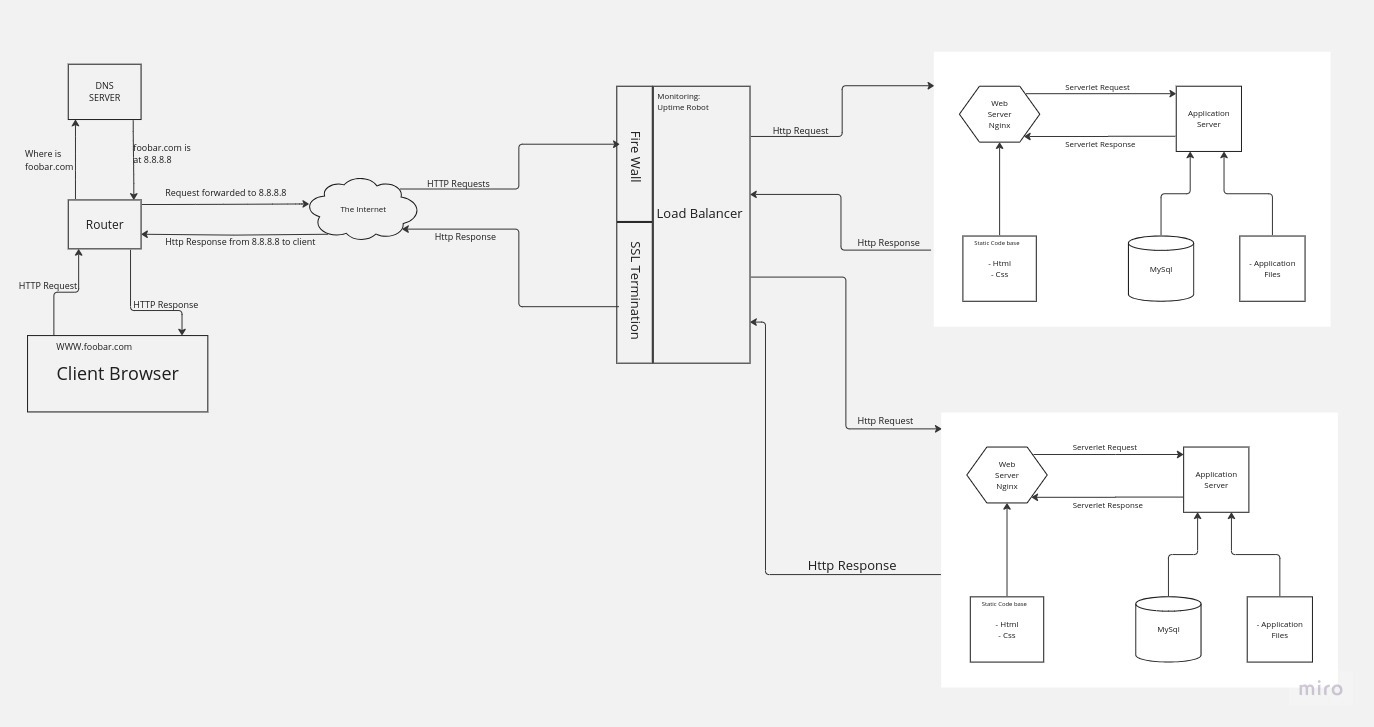 DNS
SERVER
Where is
foobar.com
foobar.com is
at 8.8.8.8
Request forwarded to 8.8.8.8
Router
Http Response from 8.8.8.8 to client
The Internet
HTTP Request
HTTP Response
WWW.foobar.com
Client Browser
HTTP Requests
Http Response
Fire Wall
SSL Termination
Monitoring:
Uptime Robot
Load Balancer
Http Request
Http Response
Http Request
Http Response
Web
Server
Nginx
Serverlet Request
Serverlet Response
Application
Server
Static Code base
- Html
- Css
MySql
- Application
Files
Web
Server
Nginx
Serverlet Request
Serverlet Response
Application
Server
Static Code base
- Html
- Css
MySql
- Application
Files
miro